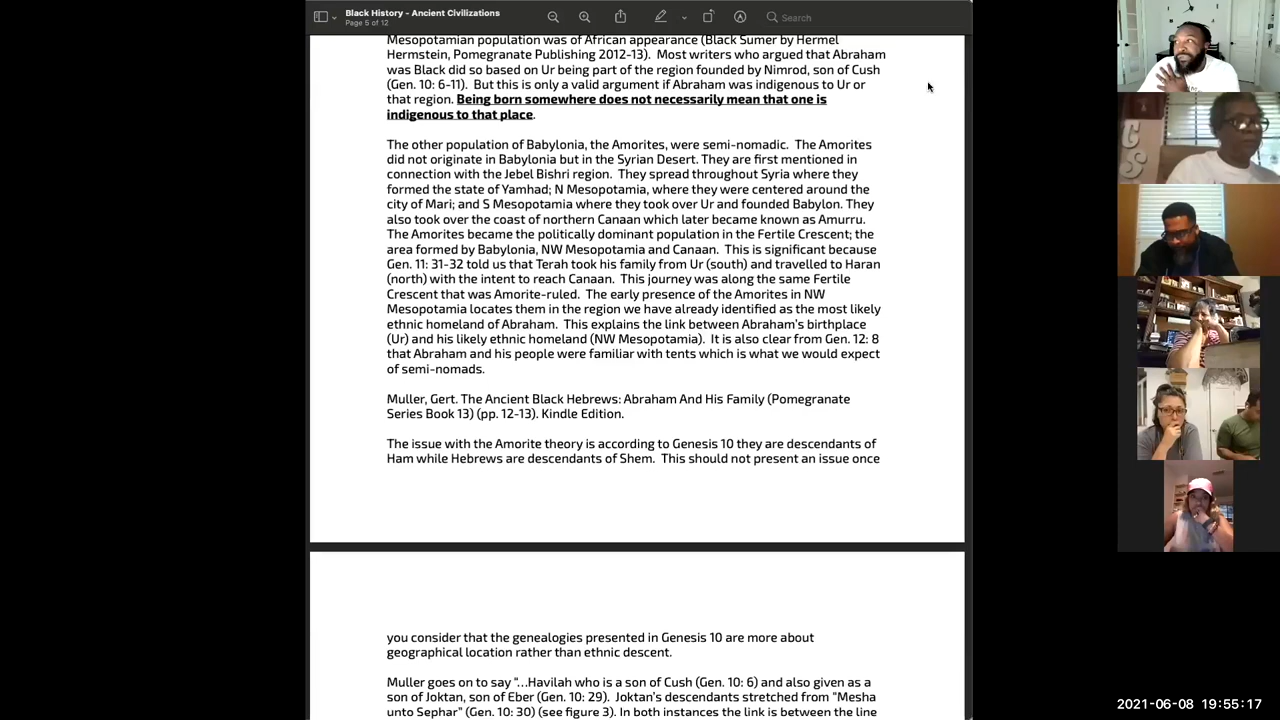 Black History - Ancient Civilizations
Page 5 of 12
Search
Mesopotamian population was of African appearance (Black Sumer by Hermel
Hermstein, Pomegranate Publishing 2012-13).  Most writers who argued that Abraham
was Black did so based on Ur being part of the region founded by Nimrod, son of Cush
(Gen. 10: 6-11).  But this is only a valid argument if Abraham was indigenous to Ur or
that region. Being born somewhere does not necessarily mean that one is
indigenous to that place.
The other population of Babylonia, the Amorites, were semi-nomadic.  The Amorites
did not originate in Babylonia but in the Syrian Desert. They are first mentioned in
connection with the Jebel Bishri region.  They spread throughout Syria where they
formed the state of Yamhad; N Mesopotamia, where they were centered around the
city of Mari; and S Mesopotamia where they took over Ur and founded Babylon. They
also took over the coast of northern Canaan which later became known as Amurru.
The Amorites became the politically dominant population in the Fertile Crescent; the
area formed by Babylonia, NW Mesopotamia and Canaan.  This is significant because
Gen. 11: 31-32 told us that Terah took his family from Ur (south) and travelled to Haran
(north) with the intent to reach Canaan.  This journey was along the same Fertile
Crescent that was Amorite-ruled.  The early presence of the Amorites in NW
Mesopotamia locates them in the region we have already identified as the most likely
ethnic homeland of Abraham.  This explains the link between Abraham's birthplace
(Ur) and his likely ethnic homeland (NW Mesopotamia).  It is also clear from Gen. 12: 8
that Abraham and his people were familiar with tents which is what we would expect
of semi-nomads.
Muller, Gert. The Ancient Black Hebrews: Abraham And His Family (Pomegranate
Series Book 13) (pp. 12-13). Kindle Edition.
The issue with the Amorite theory is according to Genesis 10 they are descendants of
Ham while Hebrews are descendants of Shem.  This should not present an issue once
you consider that the genealogies presented in Genesis 10 are more about
geographical location rather than ethnic descent.
Muller goes on to say "...Havilah who is a son of Cush (Gen. 10: 6) and also given as a
son of Joktan, son of Eber (Gen. 10: 29).  Joktan's descendants stretched from "Mesha
unto Sephar" (Gen. 10: 30) (see figure 3). In both instances the link is between the line
2021-06-08 19:55:17